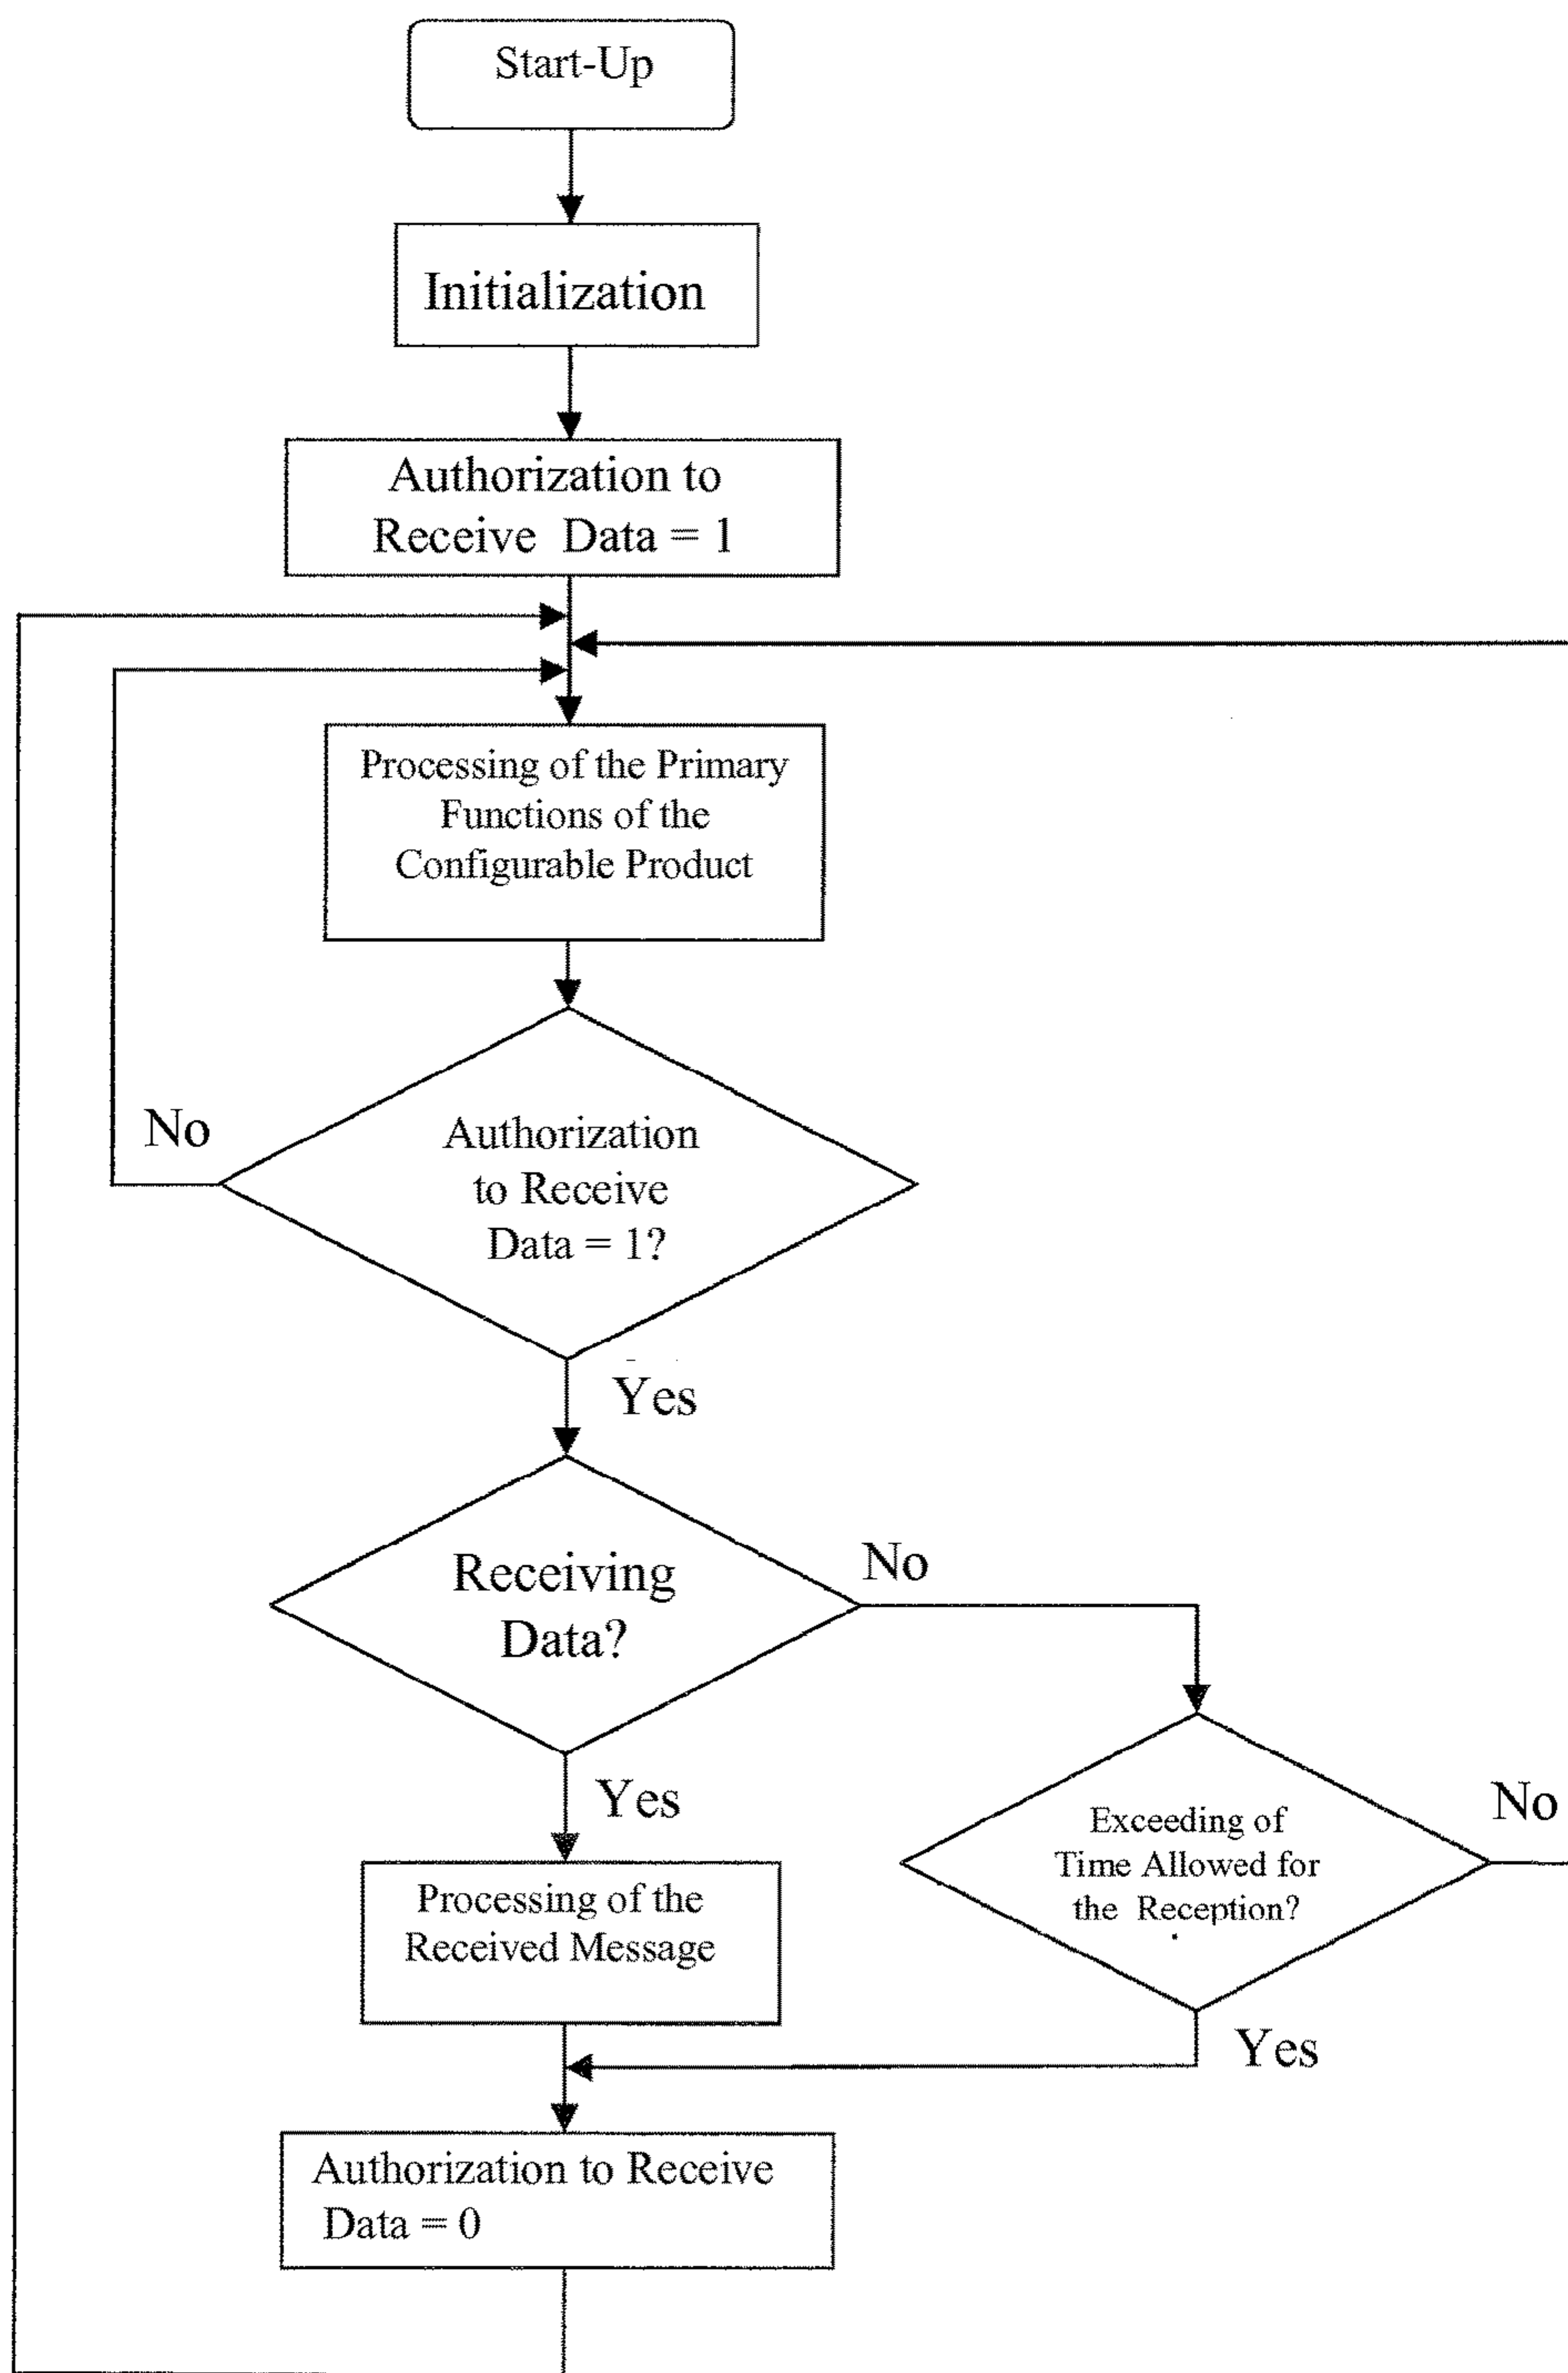 Start-Up
Initialization
Authorization to
Receive Data = 1
Processing of the Primary
Functions of the
Configurable Product
No
Authorization
to Receive
Data = 1?
Yes
Receiving
Data?
No
Yes
Exceeding of
Time Allowed for
the Reception?
No
Processing of the
Received Message
Yes
Authorization to Receive
Data = 0